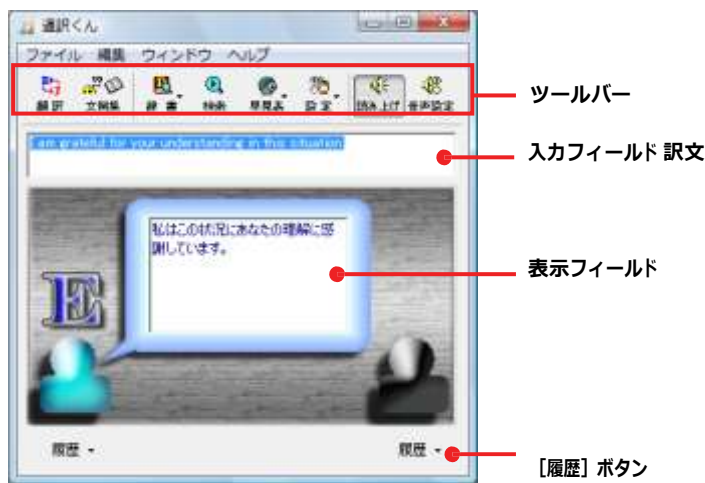 通訳くん
ファイル 編集 ウィンドウ ヘルプ
翻訳 文例集 辞書 検索 早見表 設定 読み上げ 音声設定
ツールバー
I am grateful for your understanding in this situation
入力フィールド 訳文
私はこの状況にあなたの理解に感
謝しています。
表示フィールド
E
履歴
履歴
[履歴] ボタン